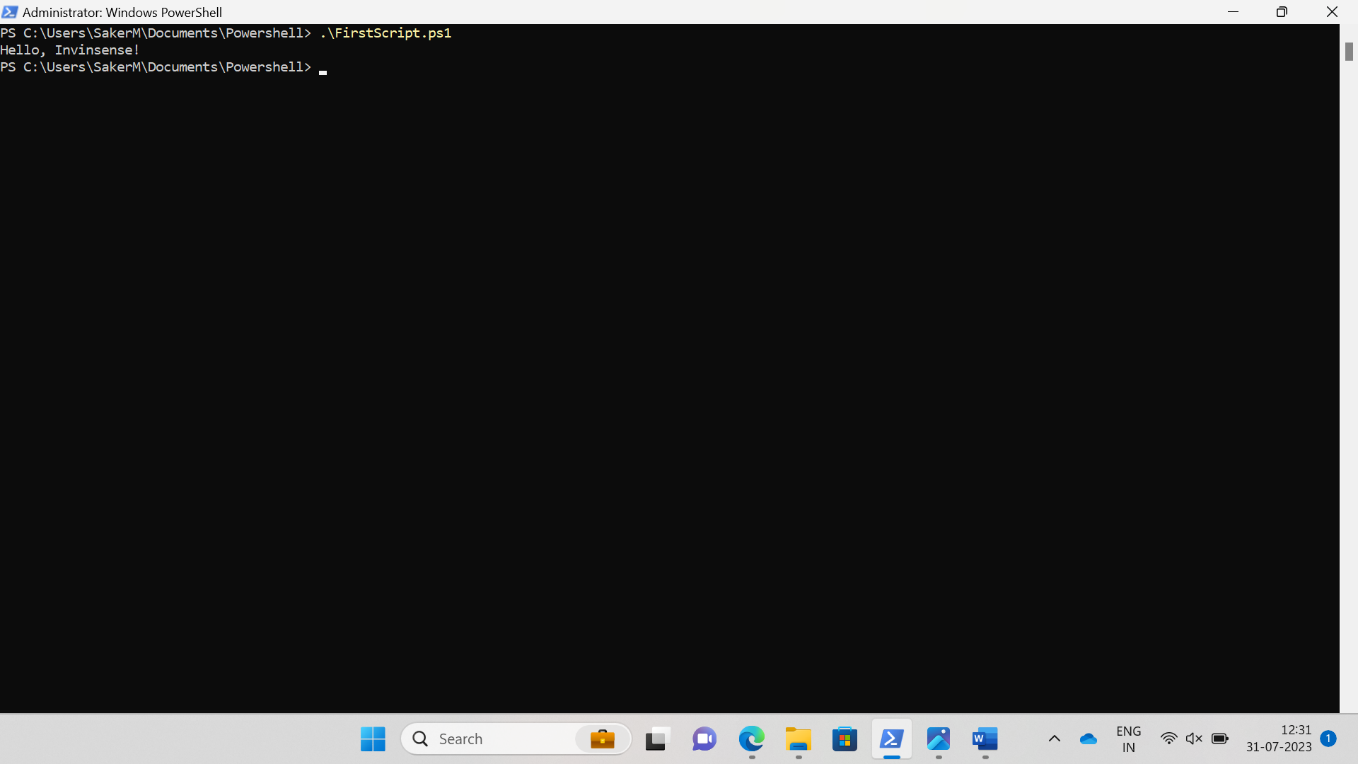 Administrator: Windows PowerShell
PS C:\Users\SakerM\Documents\Powershell> .\FirstScript.ps1
Hello, Invinsense!
PS C:\Users\SakerM\Documents\Powershell>
Search
W
ENG
IN
12:31
31-07-2023
1